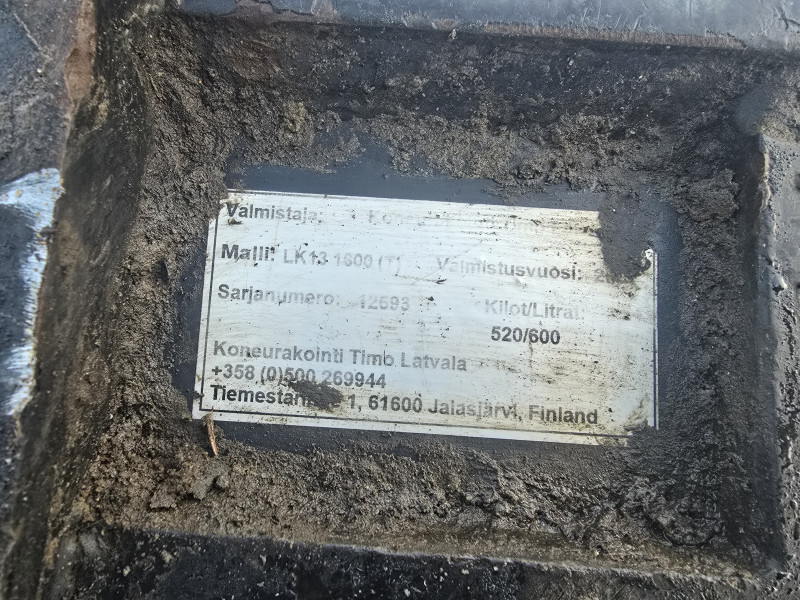 Valmistaja:
Malli: LK13 1600 (T) Valmistusvuosi:
Sarjanumero: 12693 Kilot/Litrat:
520/600
Koneurakointi Timo Latvala
+358 (0)500 269944
1, 61600 Jalasjärvi, Finland